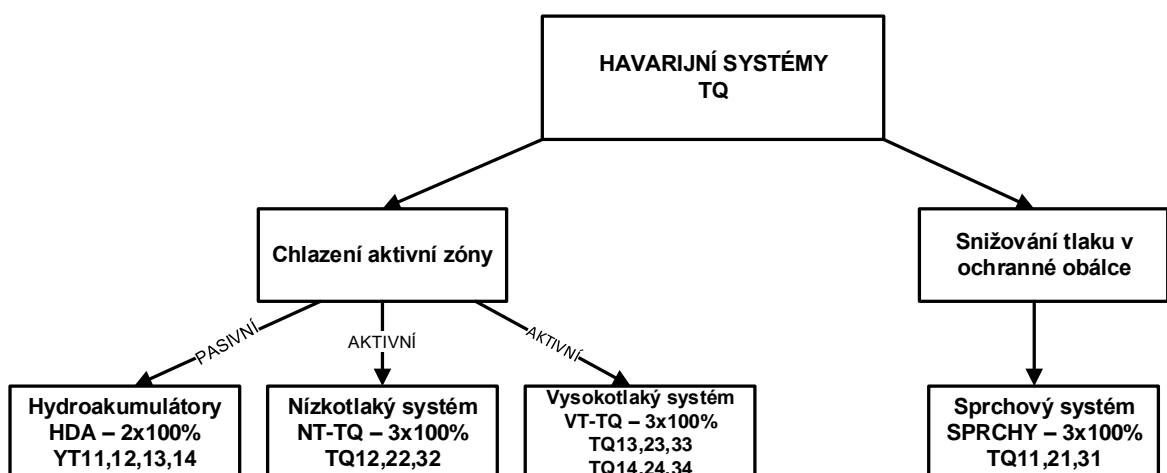 HAVARIJNÍ SYSTÉMY
TQ
Chlazení aktivní zóny
Snižování tlaku v
ochranné obálce
PASIVNÍ
AKTIVNÍ
AKTIVNÍ
Hydroakumulátory
HDA – 2x100%
YT11,12,13,14
Nízkotlaký systém
NT-TQ – 3x100%
TQ12,22,32
Vysokotlaký systém
VT-TQ – 3x100%
TQ13,23,33
TQ14,24,34
Sprchový systém
SPRCHY – 3x100%
TQ11,21,31